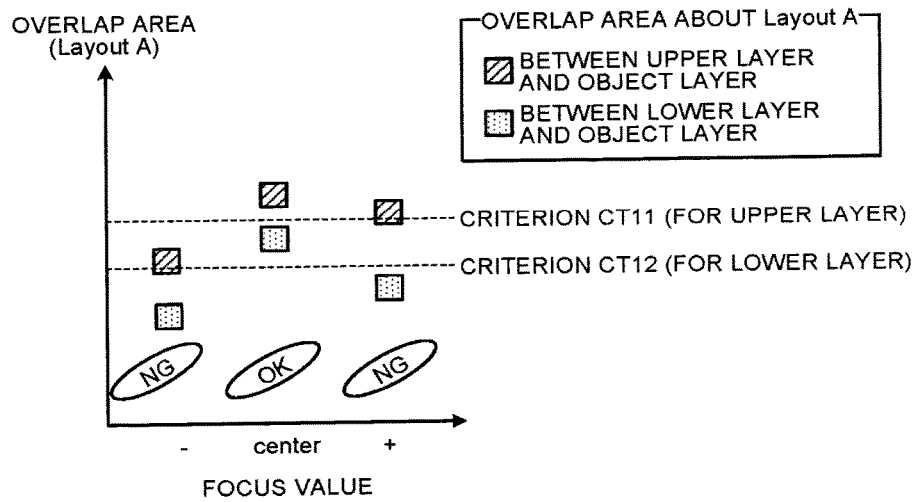 OVERLAP AREA
(Layout A)
OVERLAP AREA ABOUT Layout A
BETWEEN UPPER LAYER
AND OBJECT LAYER
BETWEEN LOWER LAYER
AND OBJECT LAYER
CRITERION CT11 (FOR UPPER LAYER)
CRITERION CT12 (FOR LOWER LAYER)
NG OK NG
- center +
FOCUS VALUE